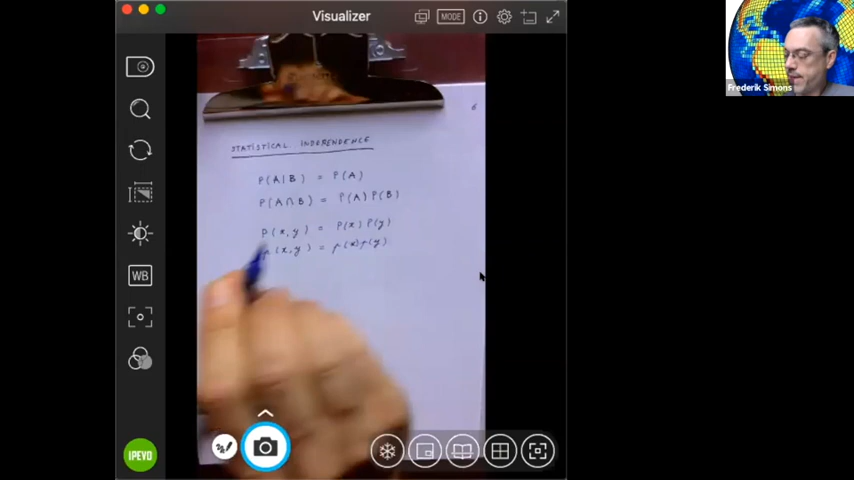 Visualizer
MODE
Frederik Simons
6
STATISTICAL INDEPENDENCE
P(A|B) = P(A)
P(A∩B) = P(A) P(B)
P(x,y) = P(x) P(y)
p(x,y) = p(x) p(y)
WB
IPEVO